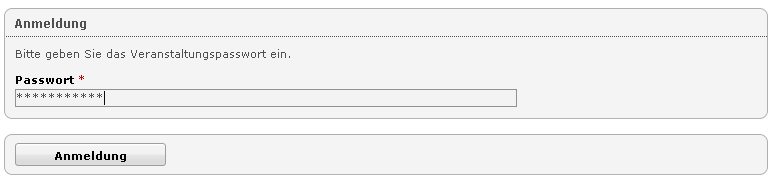 Anmeldung
Bitte geben Sie das Veranstaltungspasswort ein.
Passwort *
***********
Anmeldung